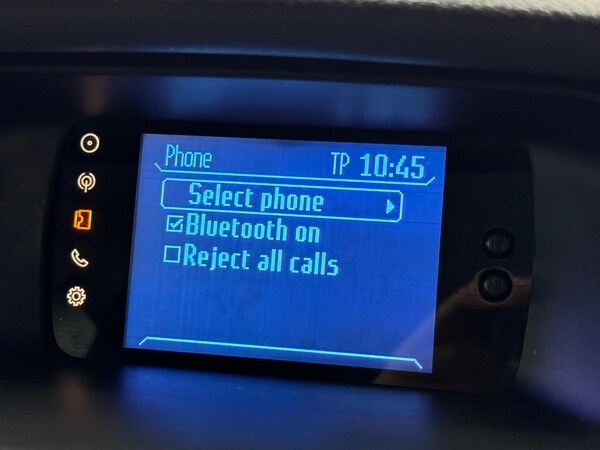 Phone TP 10:45
Select phone
Bluetooth on
Reject all calls